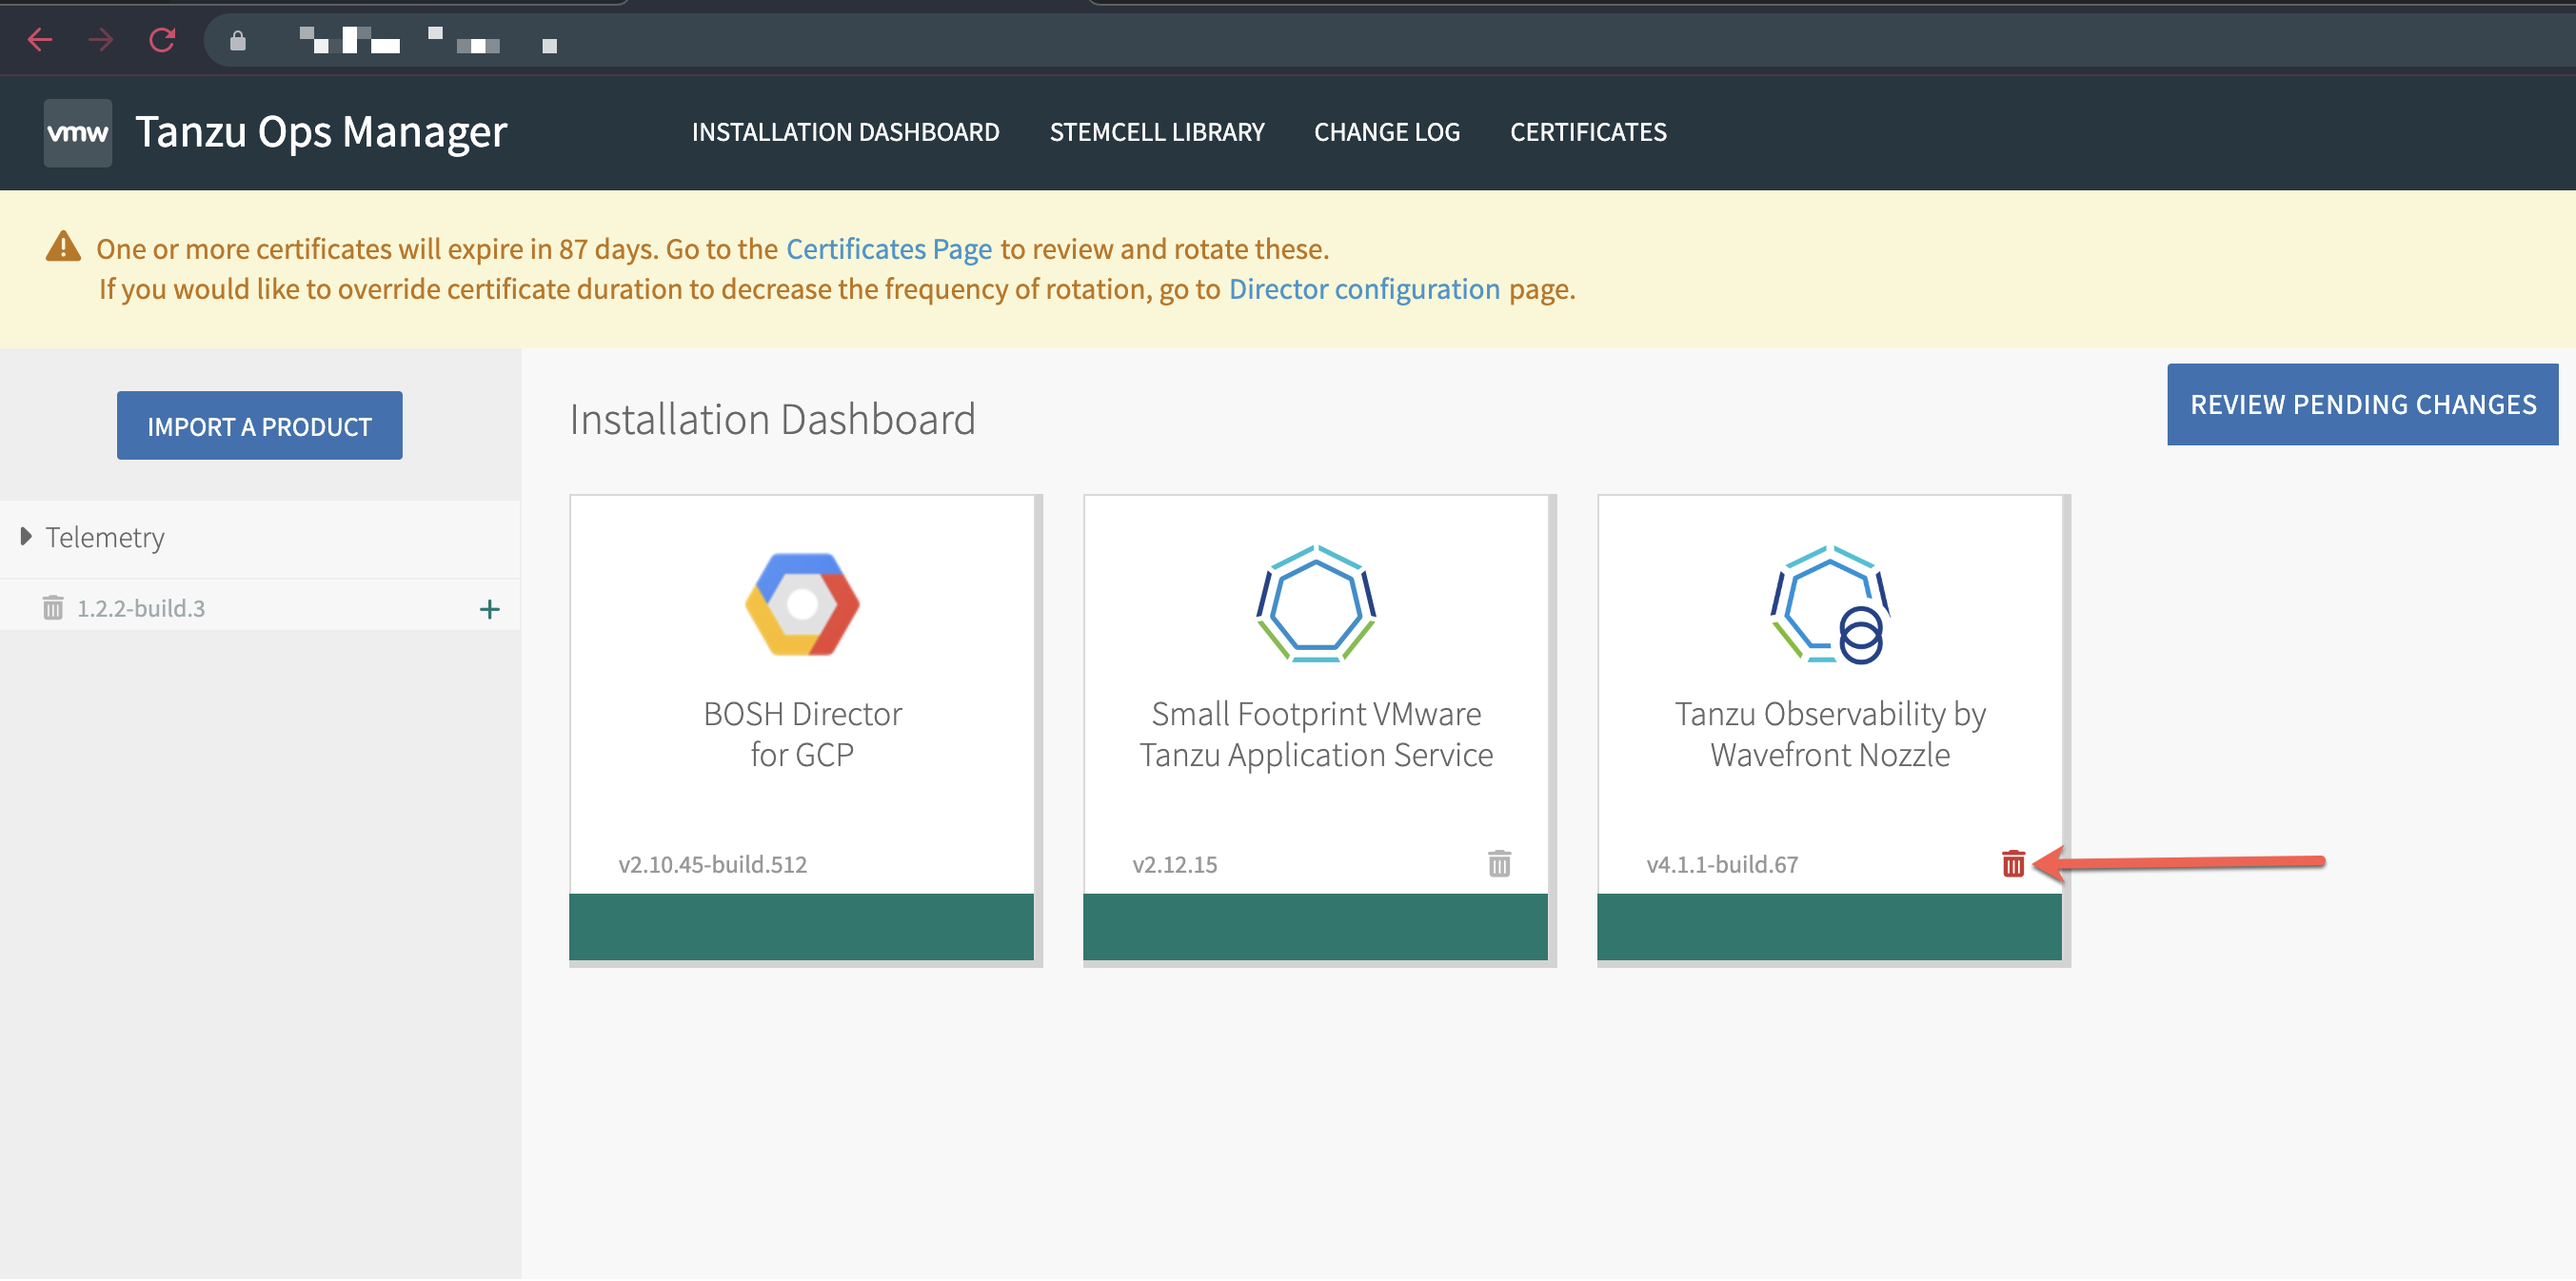 vmw Tanzu Ops Manager
INSTALLATION DASHBOARD
STEMCELL LIBRARY
CHANGE LOG
CERTIFICATES
One or more certificates will expire in 87 days. Go to the Certificates Page to review and rotate these.
If you would like to override certificate duration to decrease the frequency of rotation, go to Director configuration page.
IMPORT A PRODUCT
Telemetry
1.2.2-build.3
+
Installation Dashboard
REVIEW PENDING CHANGES
BOSH Director
for GCP
v2.10.45-build.512
Small Footprint VMware
Tanzu Application Service
v2.12.15
Tanzu Observability by
Wavefront Nozzle
v4.1.1-build.67